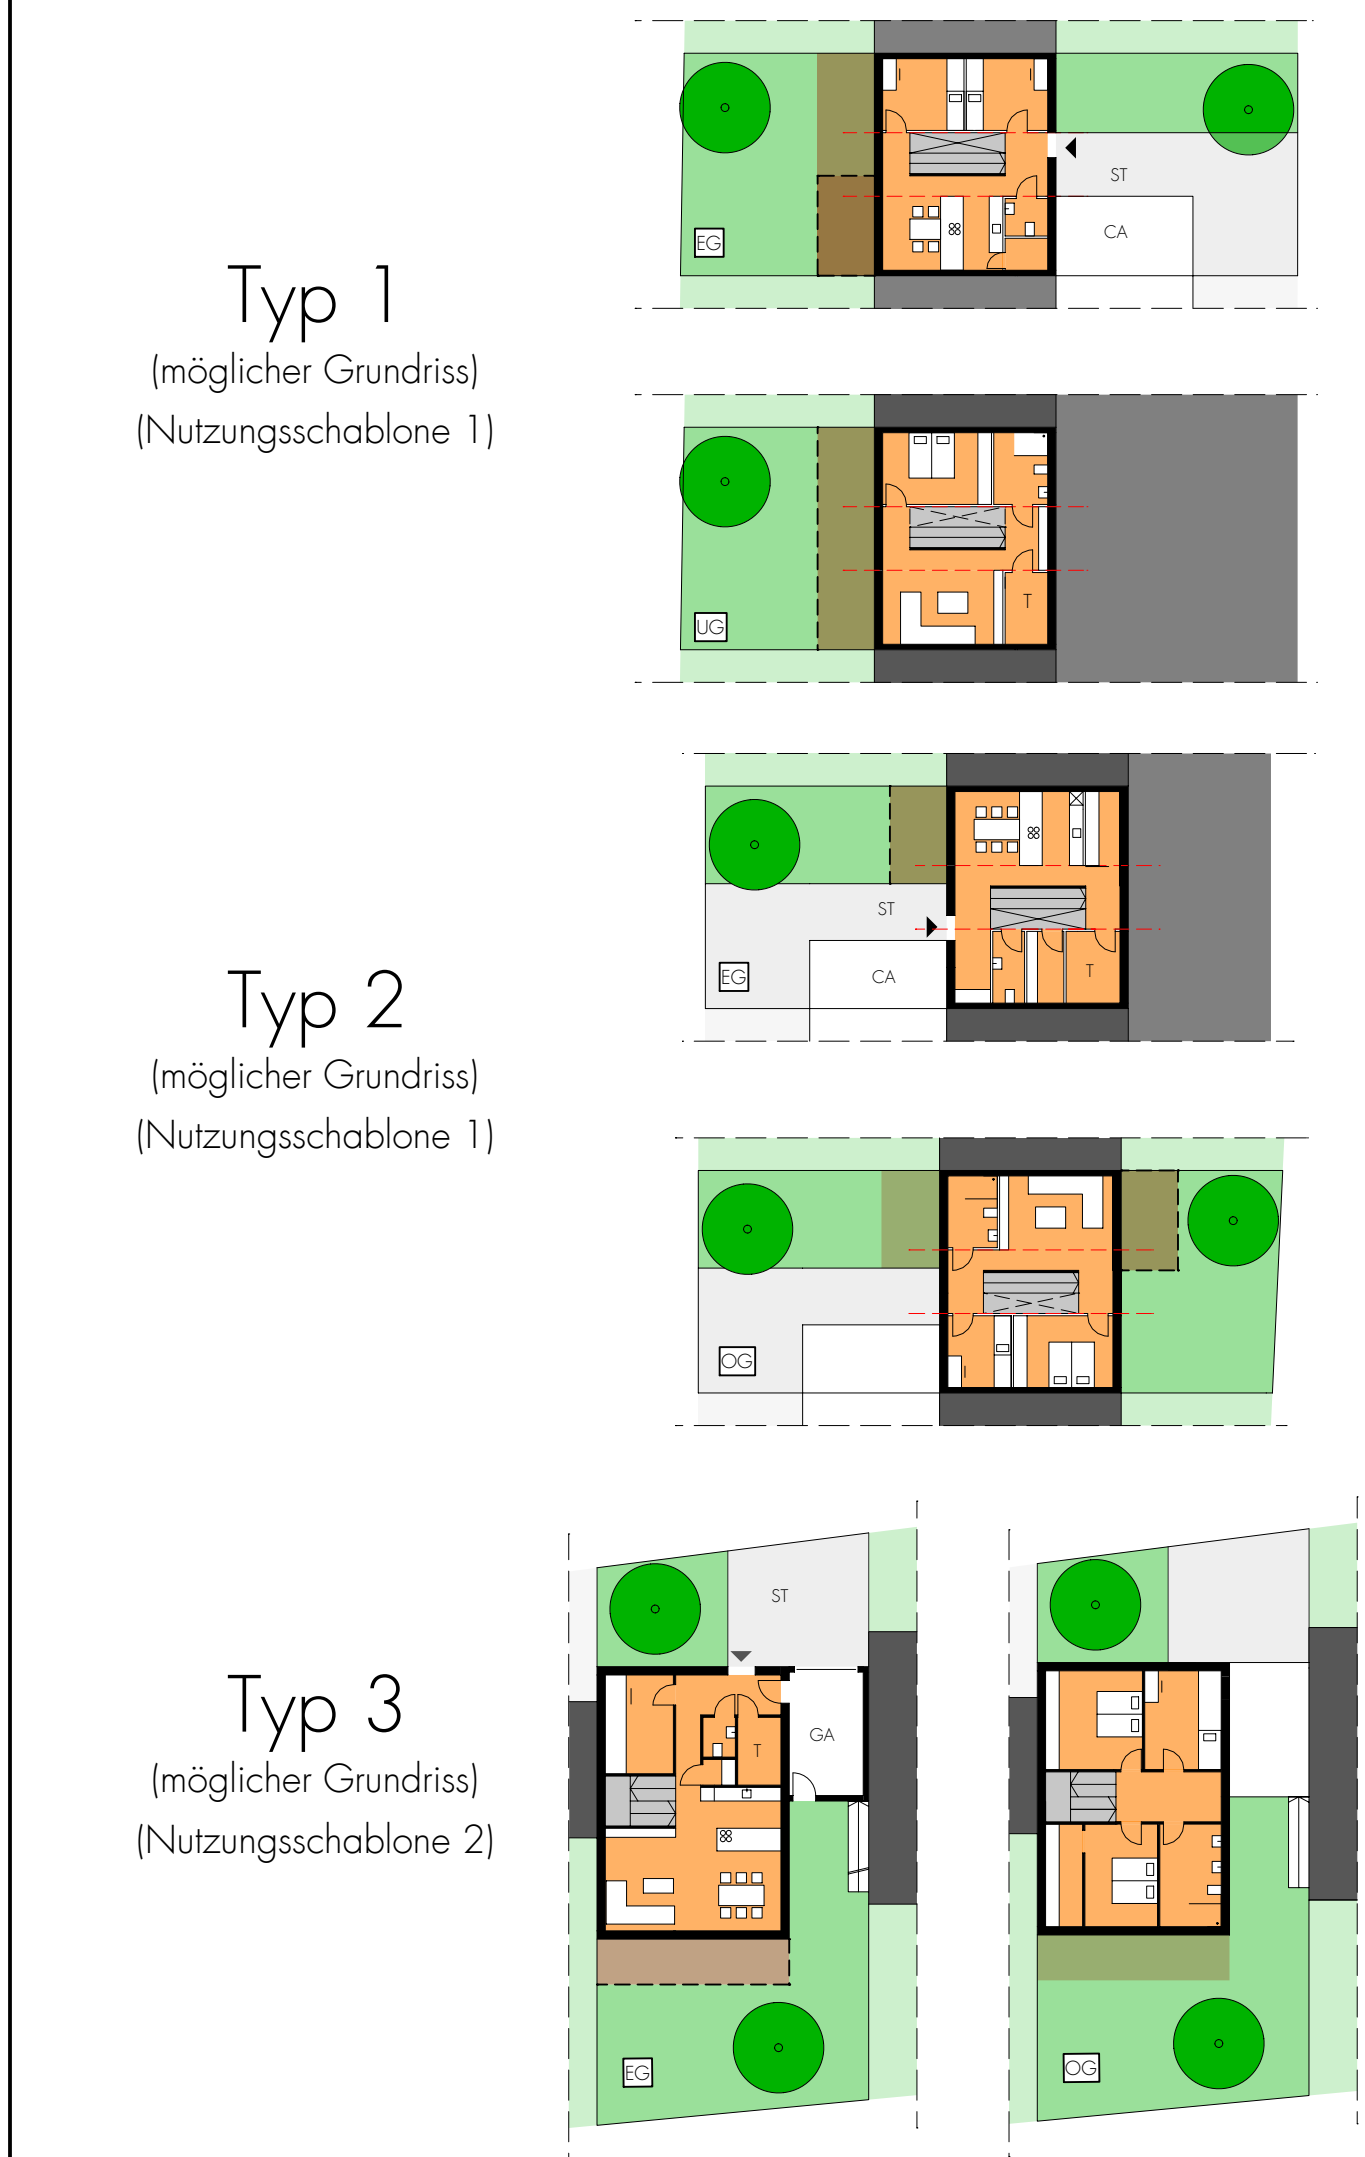 ST
CA
EG
Typ 1
(möglicher Grundriss)
(Nutzungsschablone 1)
T
UG
ST
T
EG
CA
Typ 2
(möglicher Grundriss)
(Nutzungsschablone 1)
OG
ST
Typ 3
(möglicher Grundriss)
(Nutzungsschablone 2)
T
GA
EG
OG